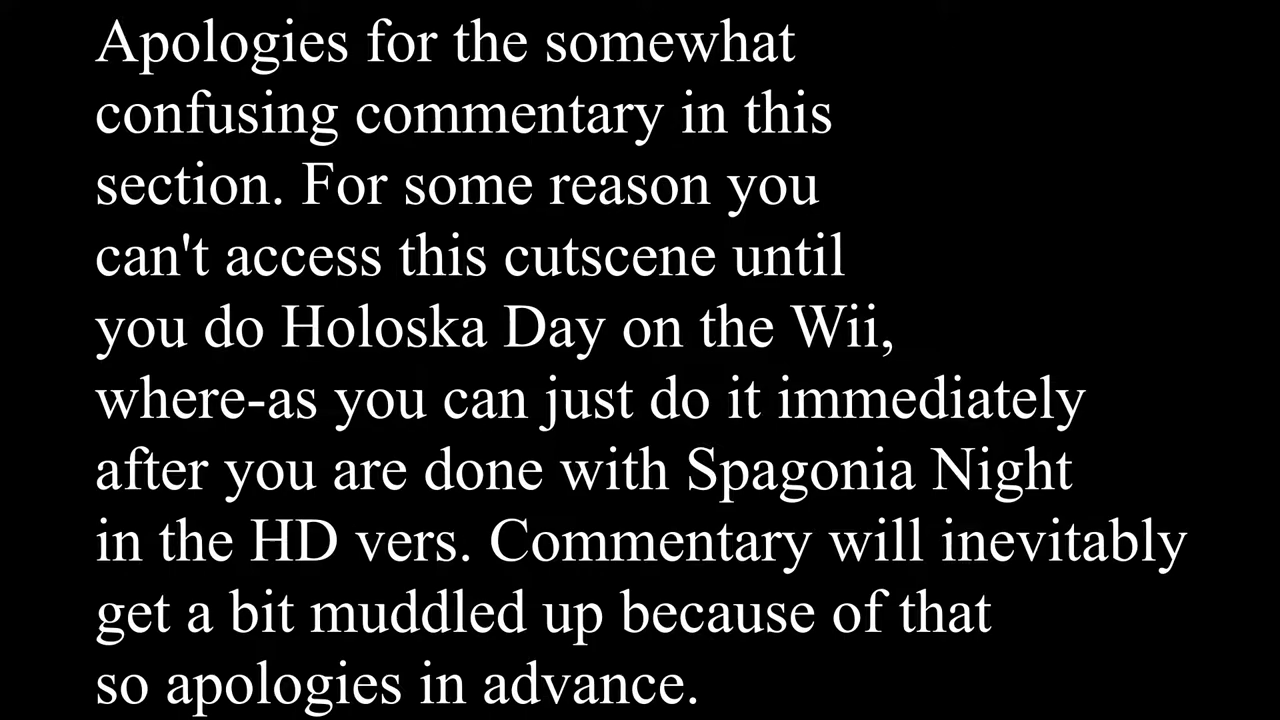 Apologies for the somewhat
confusing commentary in this
section. For some reason you
can't access this cutscene until
you do Holoska Day on the Wii,
where-as you can just do it immediately
after you are done with Spagonia Night
in the HD vers. Commentary will inevitably
get a bit muddled up because of that
so apologies in advance.